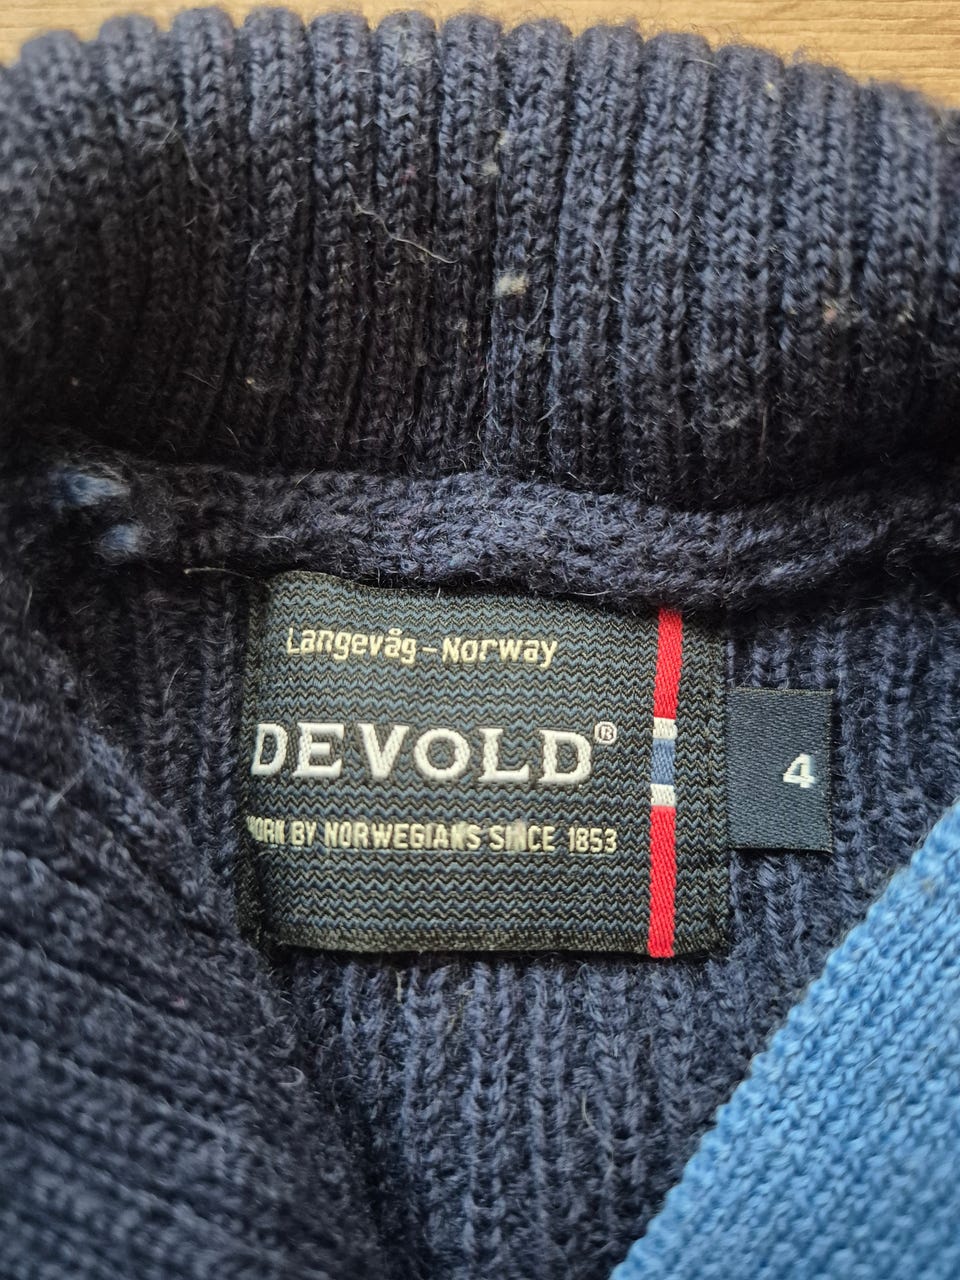 Langevåg - Norway
DEVOLD®
WORN BY NORWEGIANS SINCE 1853
4